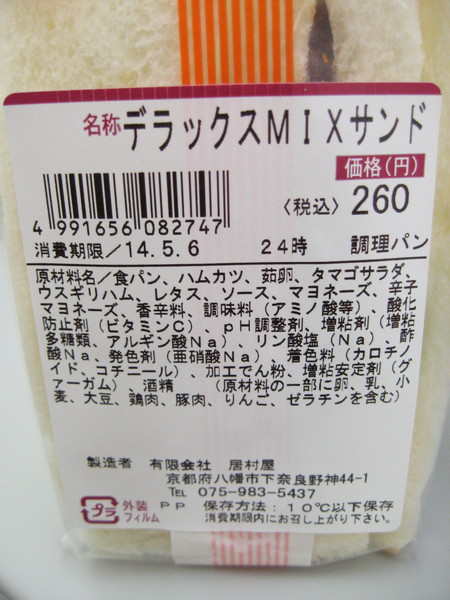 名称 デラックスMIXサンド
価格(円)
4 991656 082747
〈税込〉 260
消費期限/14.5.6 24時 調理パン
原材料名/食パン、ハムカツ、茹卵、タマゴサラダ、
ウスギリハム、レタス、ソース、マヨネーズ、辛子
マヨネーズ、香辛料、調味料(アミノ酸等)、酸化
防止剤(ビタミンC)、pH調整剤、増粘剤(増粘
多糖類、アルギン酸Na)、リン酸塩(Na)、酢
酸Na、発色剤(亜硝酸Na)、着色料(カロチノ
イド、コチニール)、加工でん粉、増粘安定剤(グ
ァーガム)、酒精 (原材料の一部に卵、乳、小
麦、大豆、鶏肉、豚肉、りんご、ゼラチンを含む)
製造者 有限会社 居村屋
京都府八幡市下奈良野神44-1
TEL 075-983-5437
プラ 外装 PP 保存方法:10℃以下保存
フィルム 消費期限内にお召し上がり下さい。